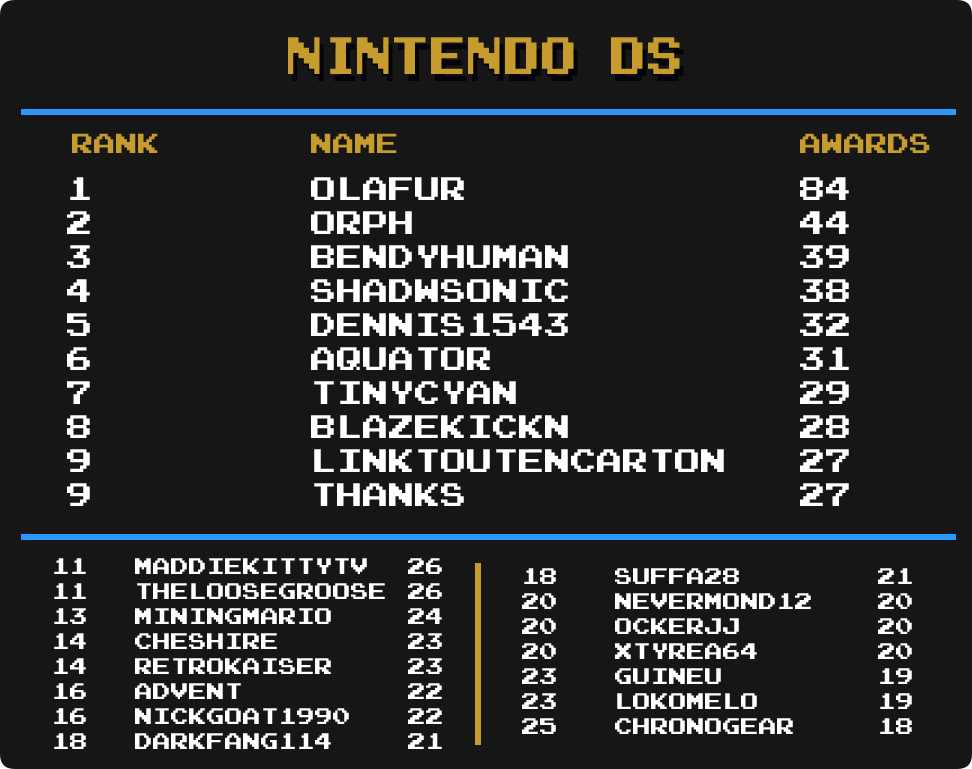 NINTENDO DS
RANK NAME AWARDS
1 OLAFUR 84
2 ORPH 44
3 BENDYHUMAN 39
4 SHADWSONIC 38
5 DENNIS1543 32
6 AQUATOR 31
7 TINYCYAN 29
8 BLAZEKICKN 28
9 LINKTOUTENCARTON 27
9 THANKS 27
11 MADDIEKITTYTV 26
11 THELOOSEGROOSE 26
13 MININGMARIO 24
14 CHESHIRE 23
14 RETROKAISER 23
16 ADVENT 22
16 NICKGOAT1990 22
18 DARKFANG114 21
18 SUFFA28 21
20 NEVERMOND12 20
20 OCKERJJ 20
20 XTYREA64 20
23 GUINEU 19
23 LOKOMELO 19
25 CHRONOGEAR 18